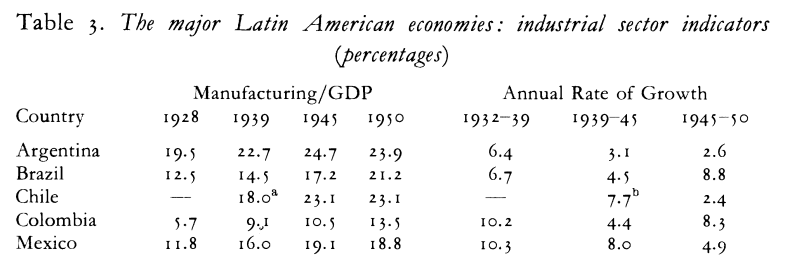 Table 3. The major Latin American economies: industrial sector indicators
(percentages)
Manufacturing/GDP Annual Rate of Growth
Country 1928 1939 1945 1950 1932–39 1939–45 1945–50
Argentina 19.5 22.7 24.7 23.9 6.4 3.1 2.6
Brazil 12.5 14.5 17.2 21.2 6.7 4.5 8.8
Chile — 18.0a 23.1 23.1 — 7.7b 2.4
Colombia 5.7 9.1 10.5 13.5 10.2 4.4 8.3
Mexico 11.8 16.0 19.1 18.8 10.3 8.0 4.9